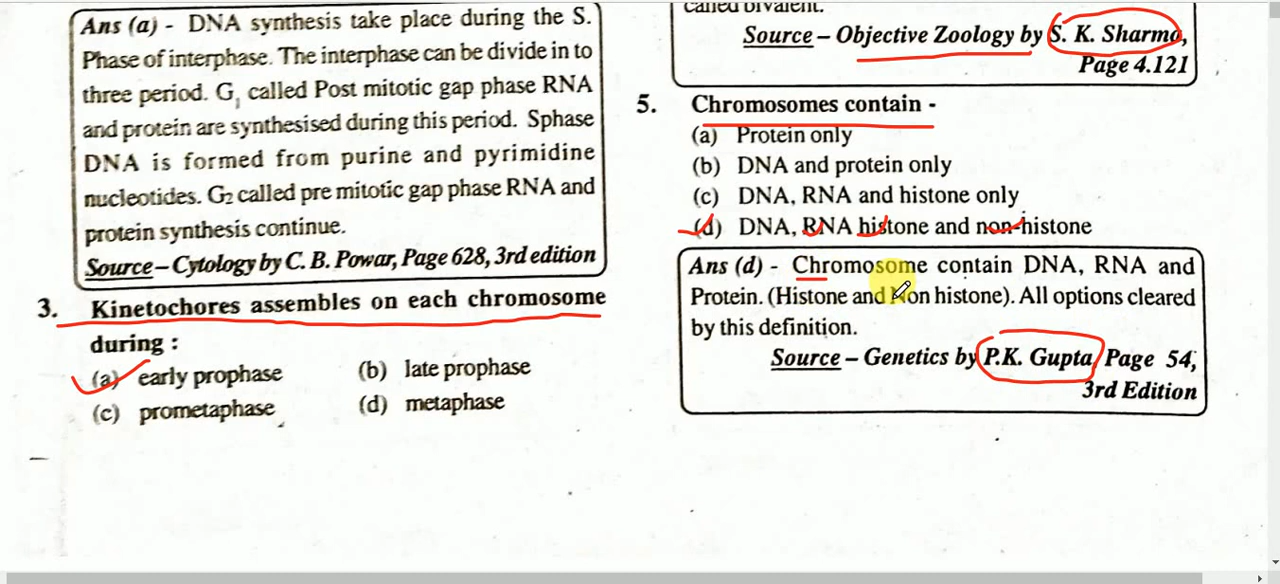 Ans (a) - DNA synthesis take place during the S.
Phase of interphase. The interphase can be divide in to
three period. G₁ called Post mitotic gap phase RNA
and protein are synthesised during this period. Sphase
DNA is formed from purine and pyrimidine
nucleotides. G₂ called pre mitotic gap phase RNA and
protein synthesis continue.
Source – Cytology by C. B. Powar, Page 628, 3rd edition
3. Kinetochores assembles on each chromosome
during :
(a) early prophase (b) late prophase
(c) prometaphase (d) metaphase
called bivalent.
Source – Objective Zoology by S. K. Sharma,
Page 4.121
5. Chromosomes contain -
(a) Protein only
(b) DNA and protein only
(c) DNA, RNA and histone only
(d) DNA, RNA histone and non-histone
Ans (d) - Chromosome contain DNA, RNA and
Protein. (Histone and Non histone). All options cleared
by this definition.
Source – Genetics by P.K. Gupta, Page 54,
3rd Edition